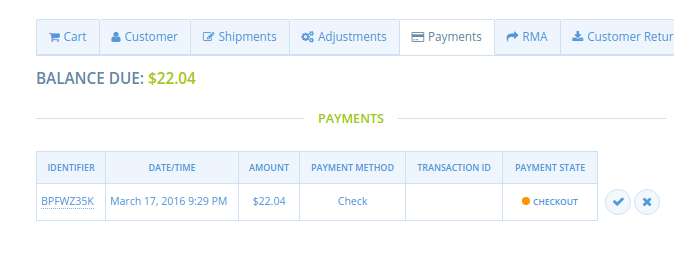 Cart Customer Shipments Adjustments Payments RMA Customer Retur
BALANCE DUE: $22.04
PAYMENTS
IDENTIFIER DATE/TIME AMOUNT PAYMENT METHOD TRANSACTION ID PAYMENT STATE
BPFWZ35K March 17, 2016 9:29 PM $22.04 Check CHECKOUT